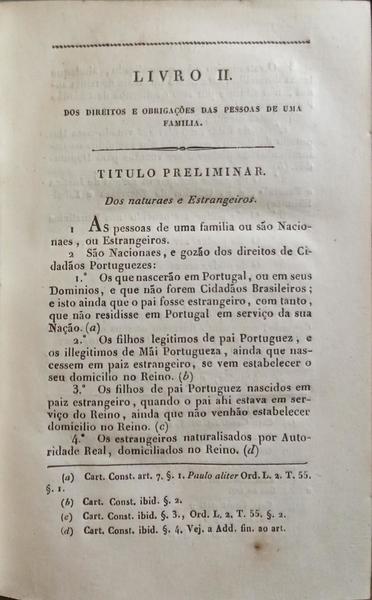 LIVRO II.
DOS DIREITOS E OBRIGAÇÕES DAS PESSOAS DE UMA
FAMILIA.
TITULO PRELIMINAR.
Dos naturaes e Estrangeiros.
1 AS pessoas de uma familia ou são Nacio-
naes, ou Estrangeiros.
2 São Nacionaes, e gozão dos direitos de Ci-
dadãos Portuguezes:
1.° Os que nascerão em Portugal, ou em seus
Dominios, e que não forem Cidadãos Brasileiros;
e isto ainda que o pai fosse estrangeiro, com tanto,
que não residisse em Portugal em serviço da sua
Nação. (a)
2.° Os filhos legitimos de pai Portuguez, e
os illegitimos de Mãi Portugueza, ainda que nas-
cessem em paiz estrangeiro, se vem estabelecer o
seu domicilio no Reino. (b)
3.° Os filhos de pai Portuguez nascidos em
paiz estrangeiro, quando o pai ahi estava em ser-
viço do Reino, ainda que não venhão estabelecer
domicilio no Reino. (c)
4.° Os estrangeiros naturalisados por Auto-
ridade Real, domiciliados no Reino. (d)
(a) Cart. Const. art. 7. §. 1. Paulo aliter Ord. L. 2. T. 55.
§. 1.
(b) Cart. Const. ibid. §. 2.
(c) Cart. Const. ibid. §. 3., Ord. L. 2. T. 55. §. 2.
(d) Cart. Const. ibid. §. 4. Vej. a Add. fin. ao art.